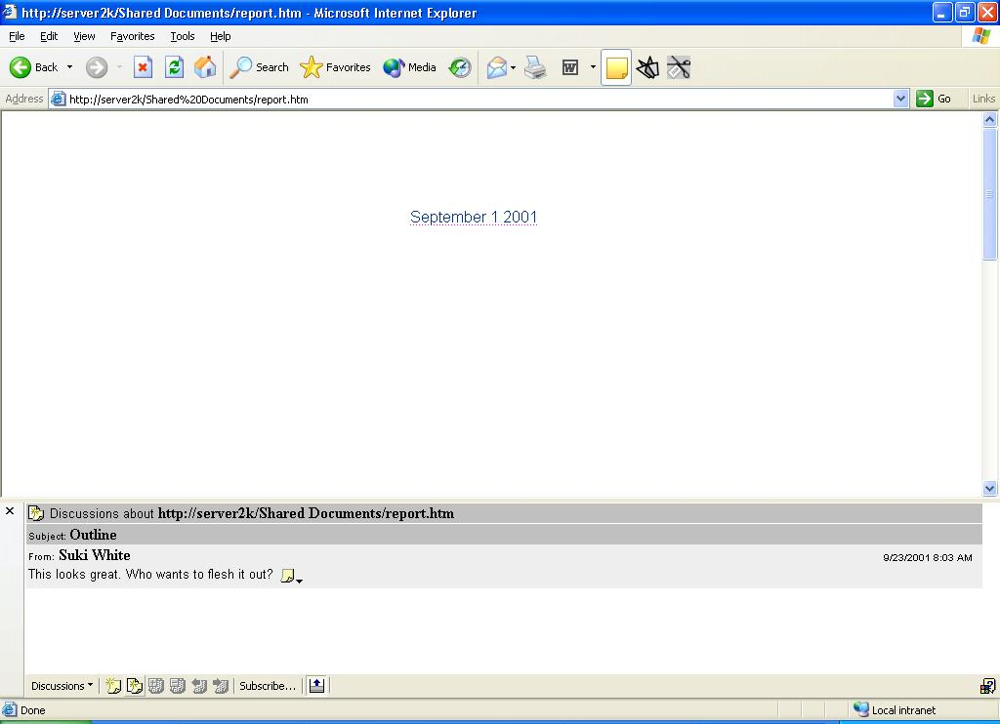 http://server2k/Shared Documents/report.htm - Microsoft Internet Explorer
File Edit View Favorites Tools Help
Back Search Favorites Media W
Address http://server2k/Shared%20Documents/report.htm Go Links
September 1 2001
Discussions about http://server2k/Shared Documents/report.htm
Subject: Outline
From: Suki White 9/23/2001 8:03 AM
This looks great. Who wants to flesh it out?
Discussions Subscribe...
Done Local intranet